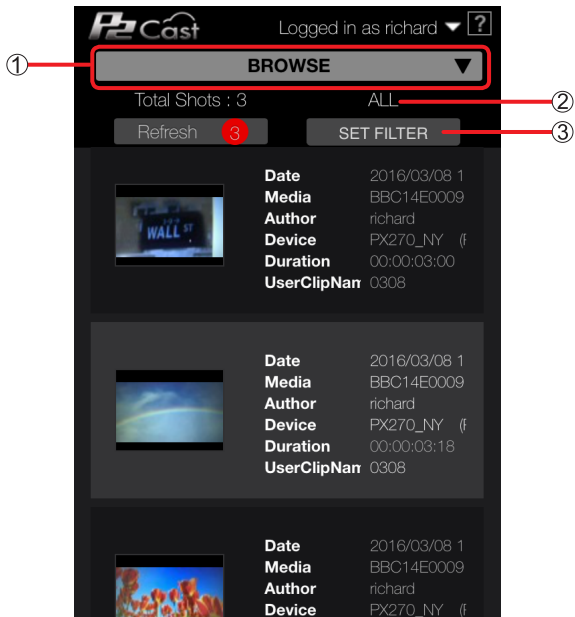 P2 Cast Logged in as richard ?
① BROWSE
Total Shots : 3 ALL ②
Refresh 3 SET FILTER ③
Date 2016/03/08 1
Media BBC14E0009
Author richard
Device PX270_NY (F
Duration 00:00:03:00
UserClipNam 0308
WALL ST
Date 2016/03/08 1
Media BBC14E0009
Author richard
Device PX270_NY (F
Duration 00:00:03:18
UserClipNam 0308
Date 2016/03/08 1
Media BBC14E0009
Author richard
Device PX270_NY (F